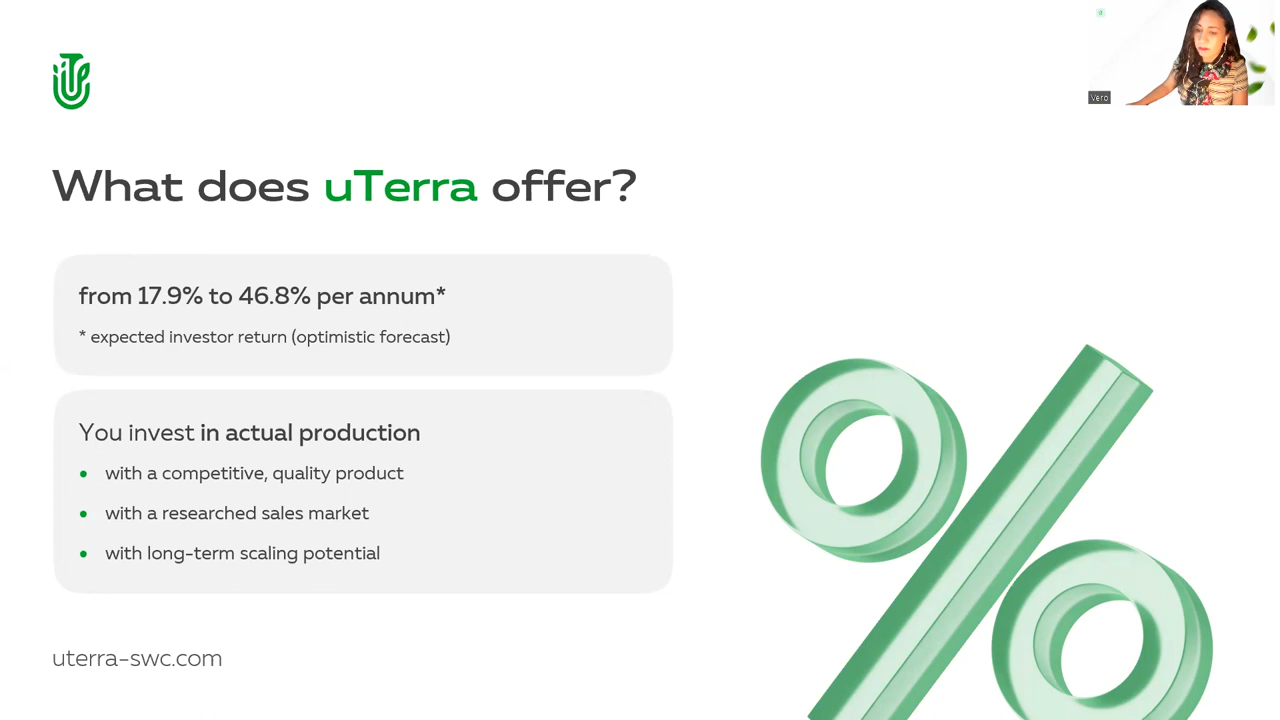 Vero
What does uTerra offer?
from 17.9% to 46.8% per annum*
* expected investor return (optimistic forecast)
You invest in actual production
• with a competitive, quality product
• with a researched sales market
• with long-term scaling potential
uterra-swc.com